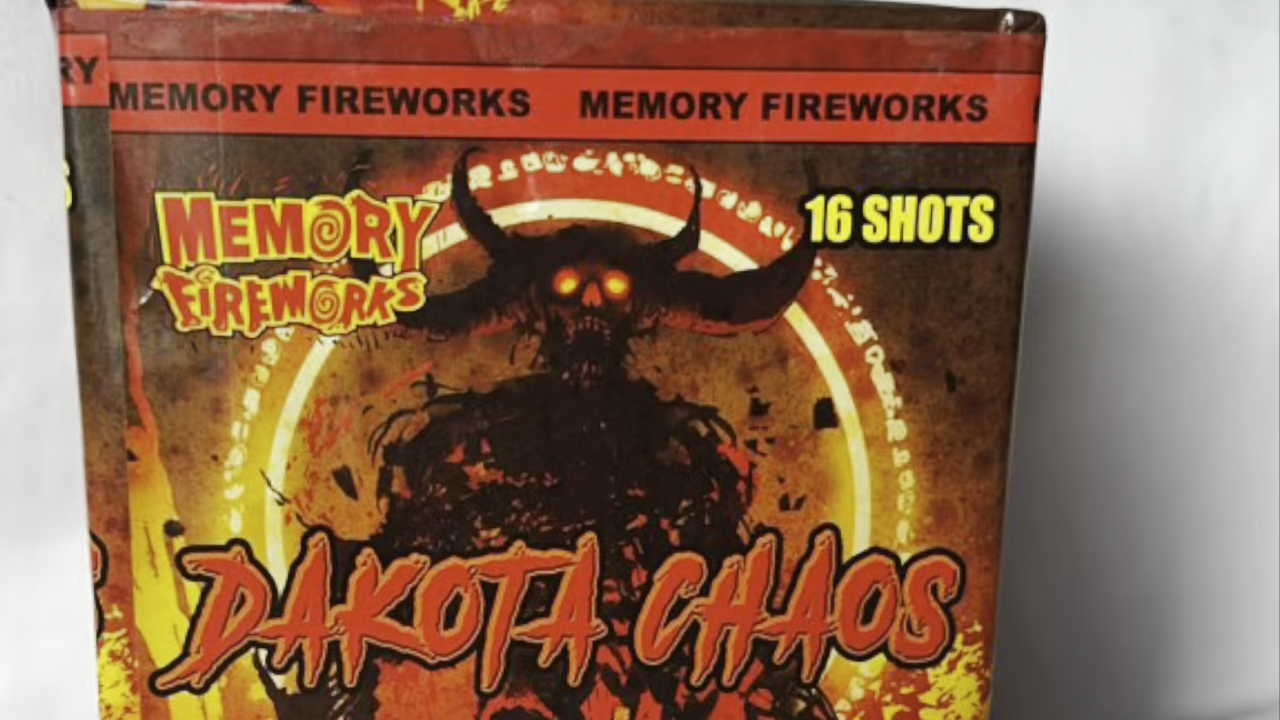 RY
MEMORY FIREWORKS MEMORY FIREWORKS
MEMORY
FIREWORKS
16 SHOTS
DAKOTA CHAOS